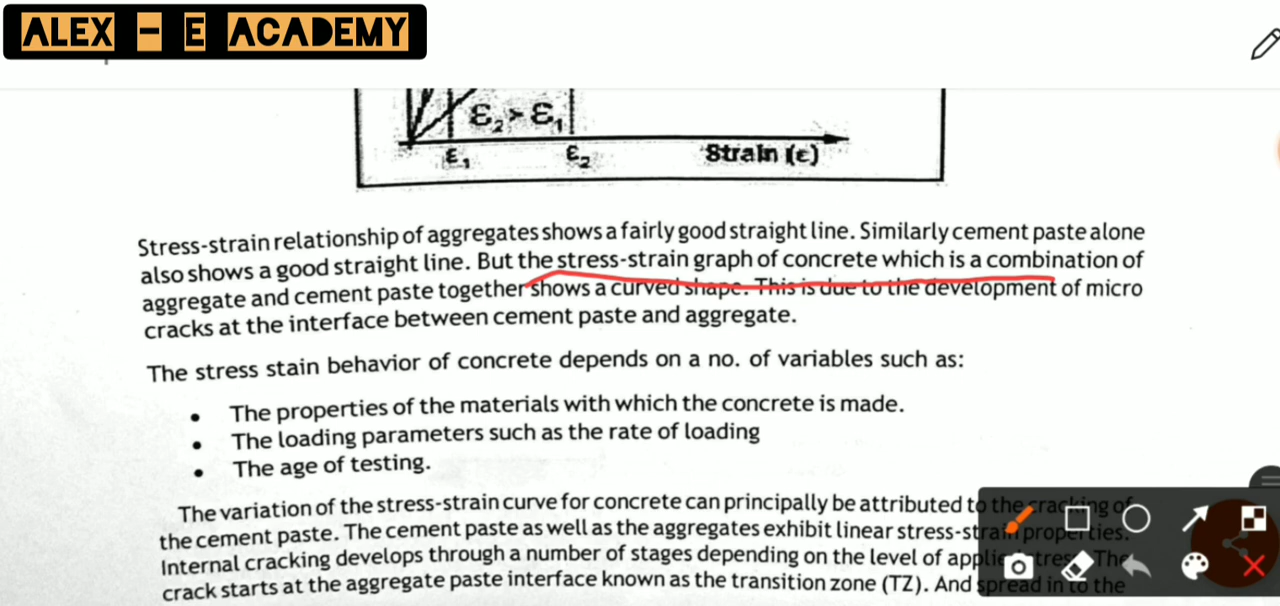 ALEX - E ACADEMY
ε₂ > ε₁
ε₁ ε₂ Strain (ε)
Stress-strain relationship of aggregates shows a fairly good straight line. Similarly cement paste alone
also shows a good straight line. But the stress-strain graph of concrete which is a combination of
aggregate and cement paste together shows a curved shape. This is due to the development of micro
cracks at the interface between cement paste and aggregate.
The stress stain behavior of concrete depends on a no. of variables such as:
• The properties of the materials with which the concrete is made.
• The loading parameters such as the rate of loading
• The age of testing.
The variation of the stress-strain curve for concrete can principally be attributed to the cracking of
the cement paste. The cement paste as well as the aggregates exhibit linear stress-strain properties.
Internal cracking develops through a number of stages depending on the level of applied stress. The
crack starts at the aggregate paste interface known as the transition zone (TZ). And spread in to the